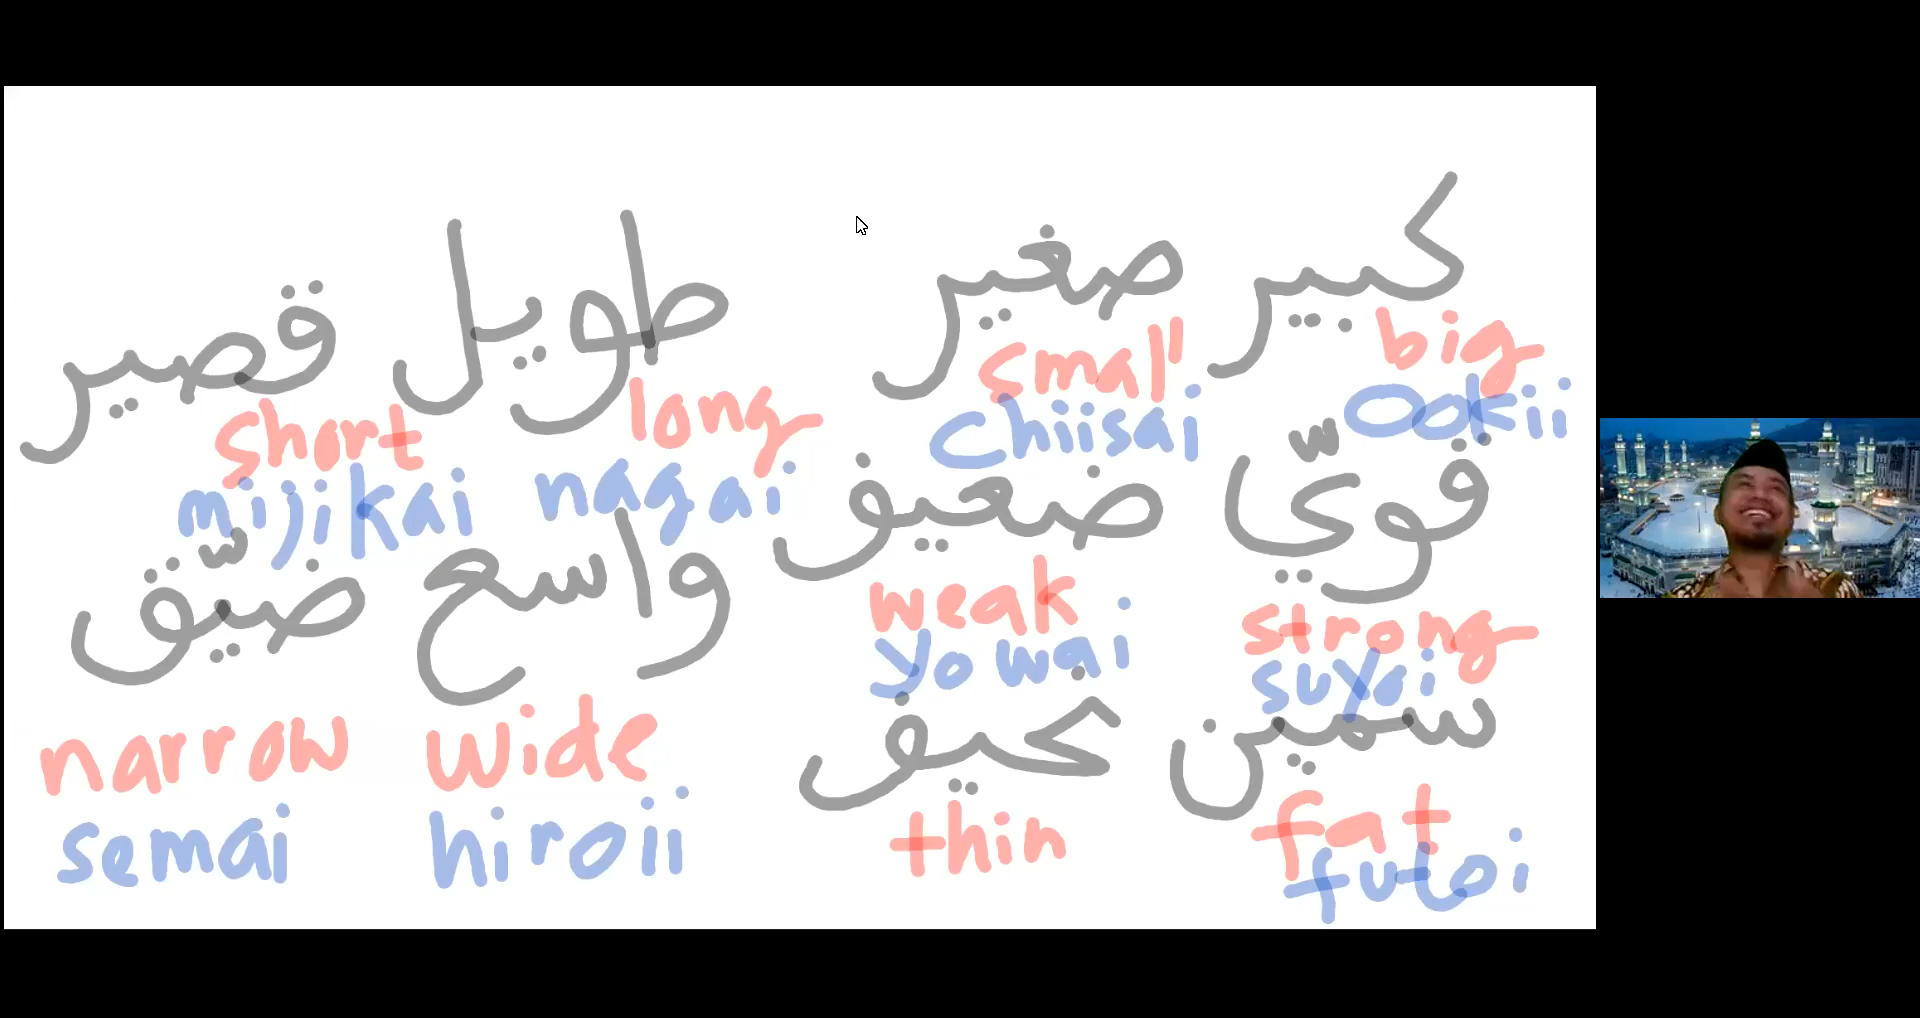 كبير صغير طويل قصير
big small long short
Ookii chiisai nagai mijikai
قويّ ضعيف واسع ضيّق
strong weak wide narrow
suyoi yowai hiroii semai
سمين نحيف
fat thin
futoi